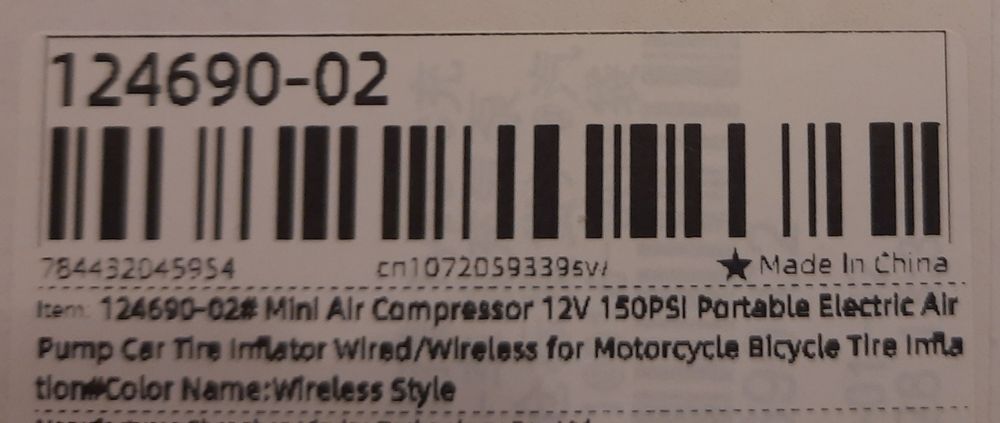 124690-02
784432045954 cn1072059339sv/ ★ Made In China
Item: 124690-02# Mini Air Compressor 12V 150PSI Portable Electric Air
Pump Car Tire Inflator Wired/Wireless for Motorcycle Bicycle Tire Infla
tion#Color Name:Wireless Style